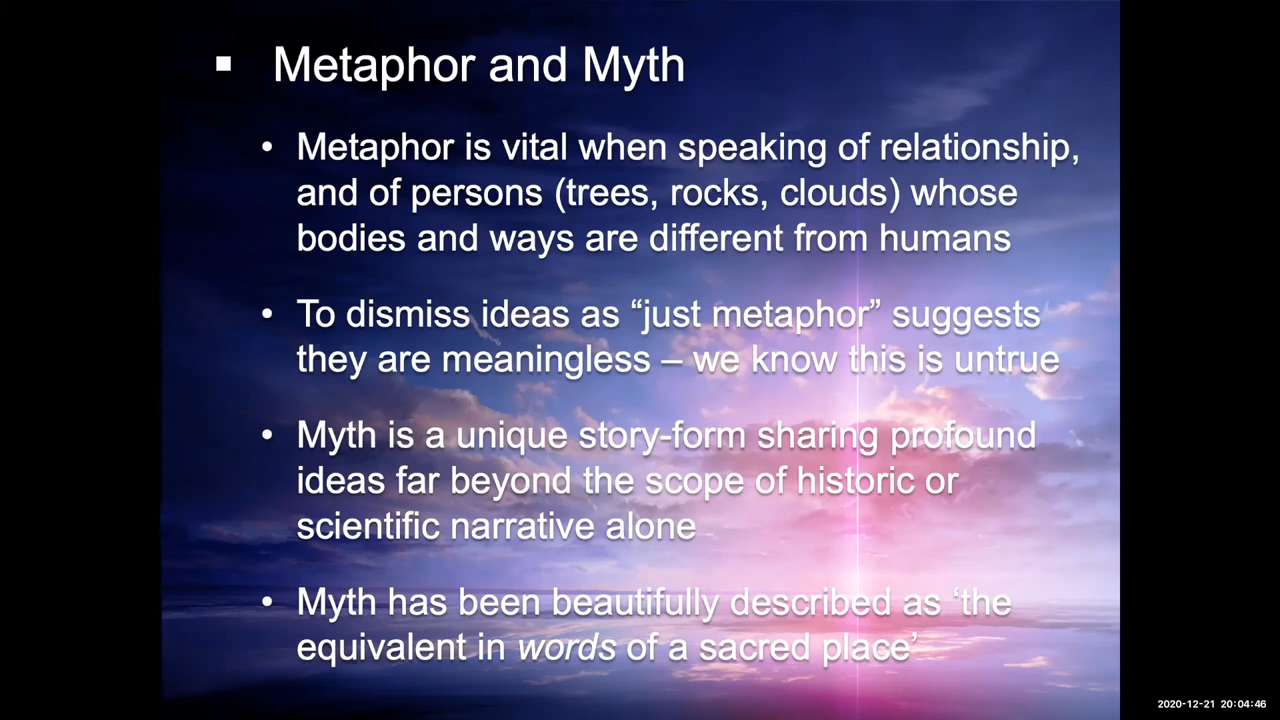 ▪ Metaphor and Myth
• Metaphor is vital when speaking of relationship,
and of persons (trees, rocks, clouds) whose
bodies and ways are different from humans
• To dismiss ideas as “just metaphor” suggests
they are meaningless – we know this is untrue
• Myth is a unique story-form sharing profound
ideas far beyond the scope of historic or
scientific narrative alone
• Myth has been beautifully described as ‘the
equivalent in words of a sacred place’
2020-12-21 20:04:46